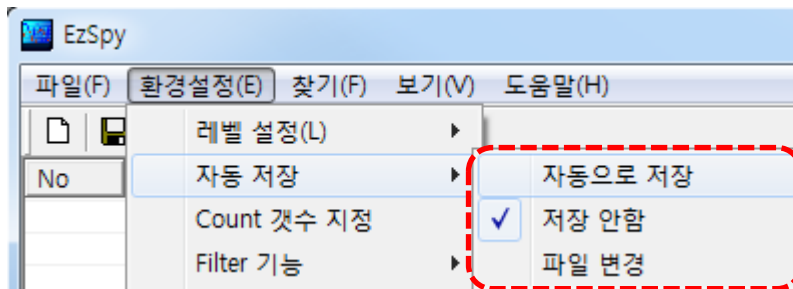 EzSpy
파일(F) 환경설정(E) 찾기(F) 보기(V) 도움말(H)
레벨 설정(L)
No 자동 저장 자동으로 저장
Count 갯수 지정 저장 안함
Filter 기능 파일 변경